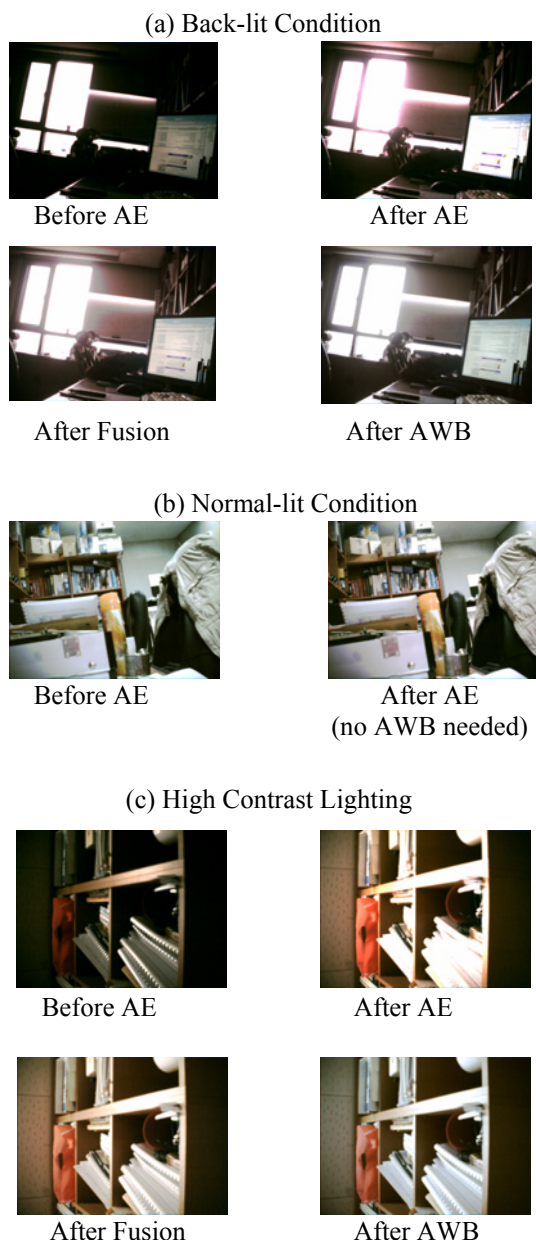 (a) Back-lit Condition
Before AE
After AE
After Fusion
After AWB
(b) Normal-lit Condition
Before AE
After AE
(no AWB needed)
(c) High Contrast Lighting
Before AE
After AE
After Fusion
After AWB